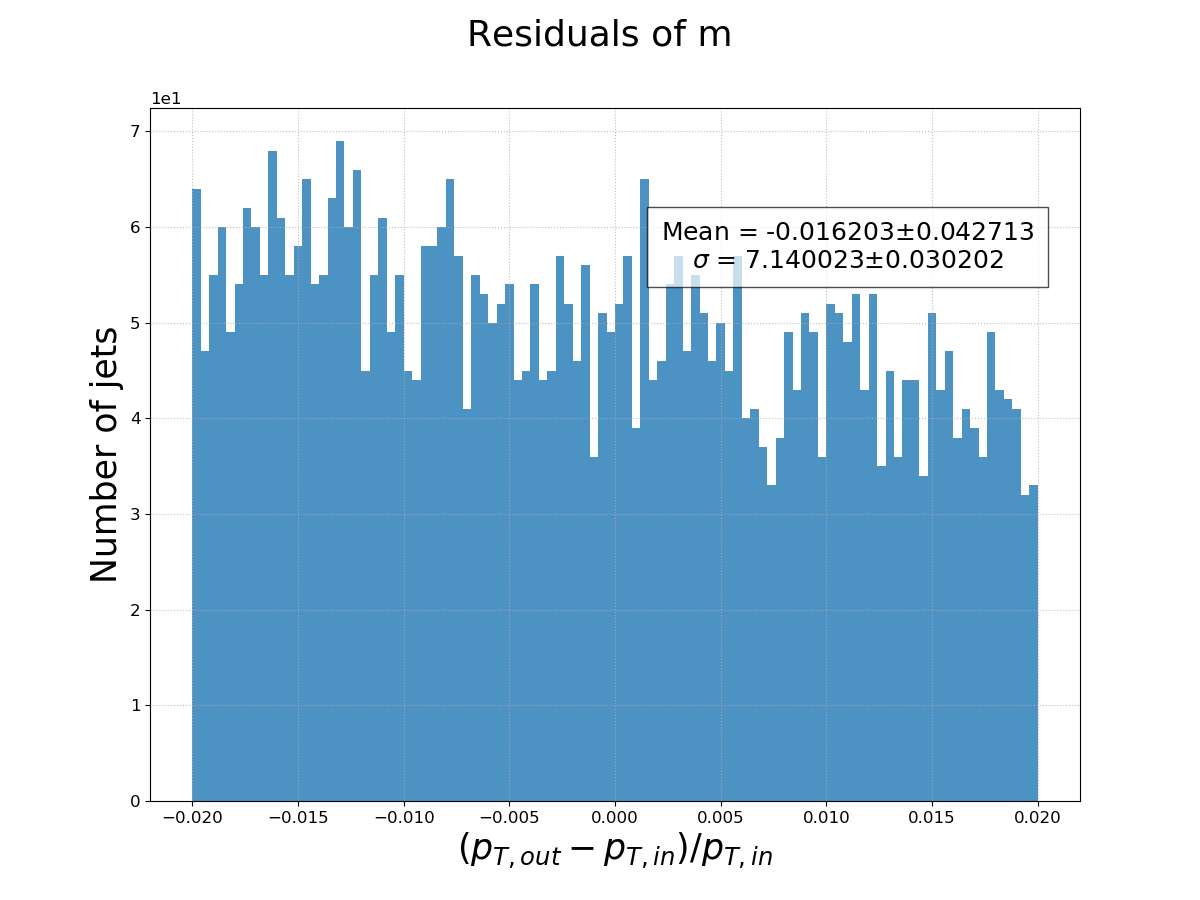 Residuals of m
1e1
7
6
5
4
3
2
1
0
Number of jets
Mean = -0.016203±0.042713
σ = 7.140023±0.030202
−0.020 −0.015 −0.010 −0.005 0.000 0.005 0.010 0.015 0.020
(p_{T,out} − p_{T,in})/p_{T,in}